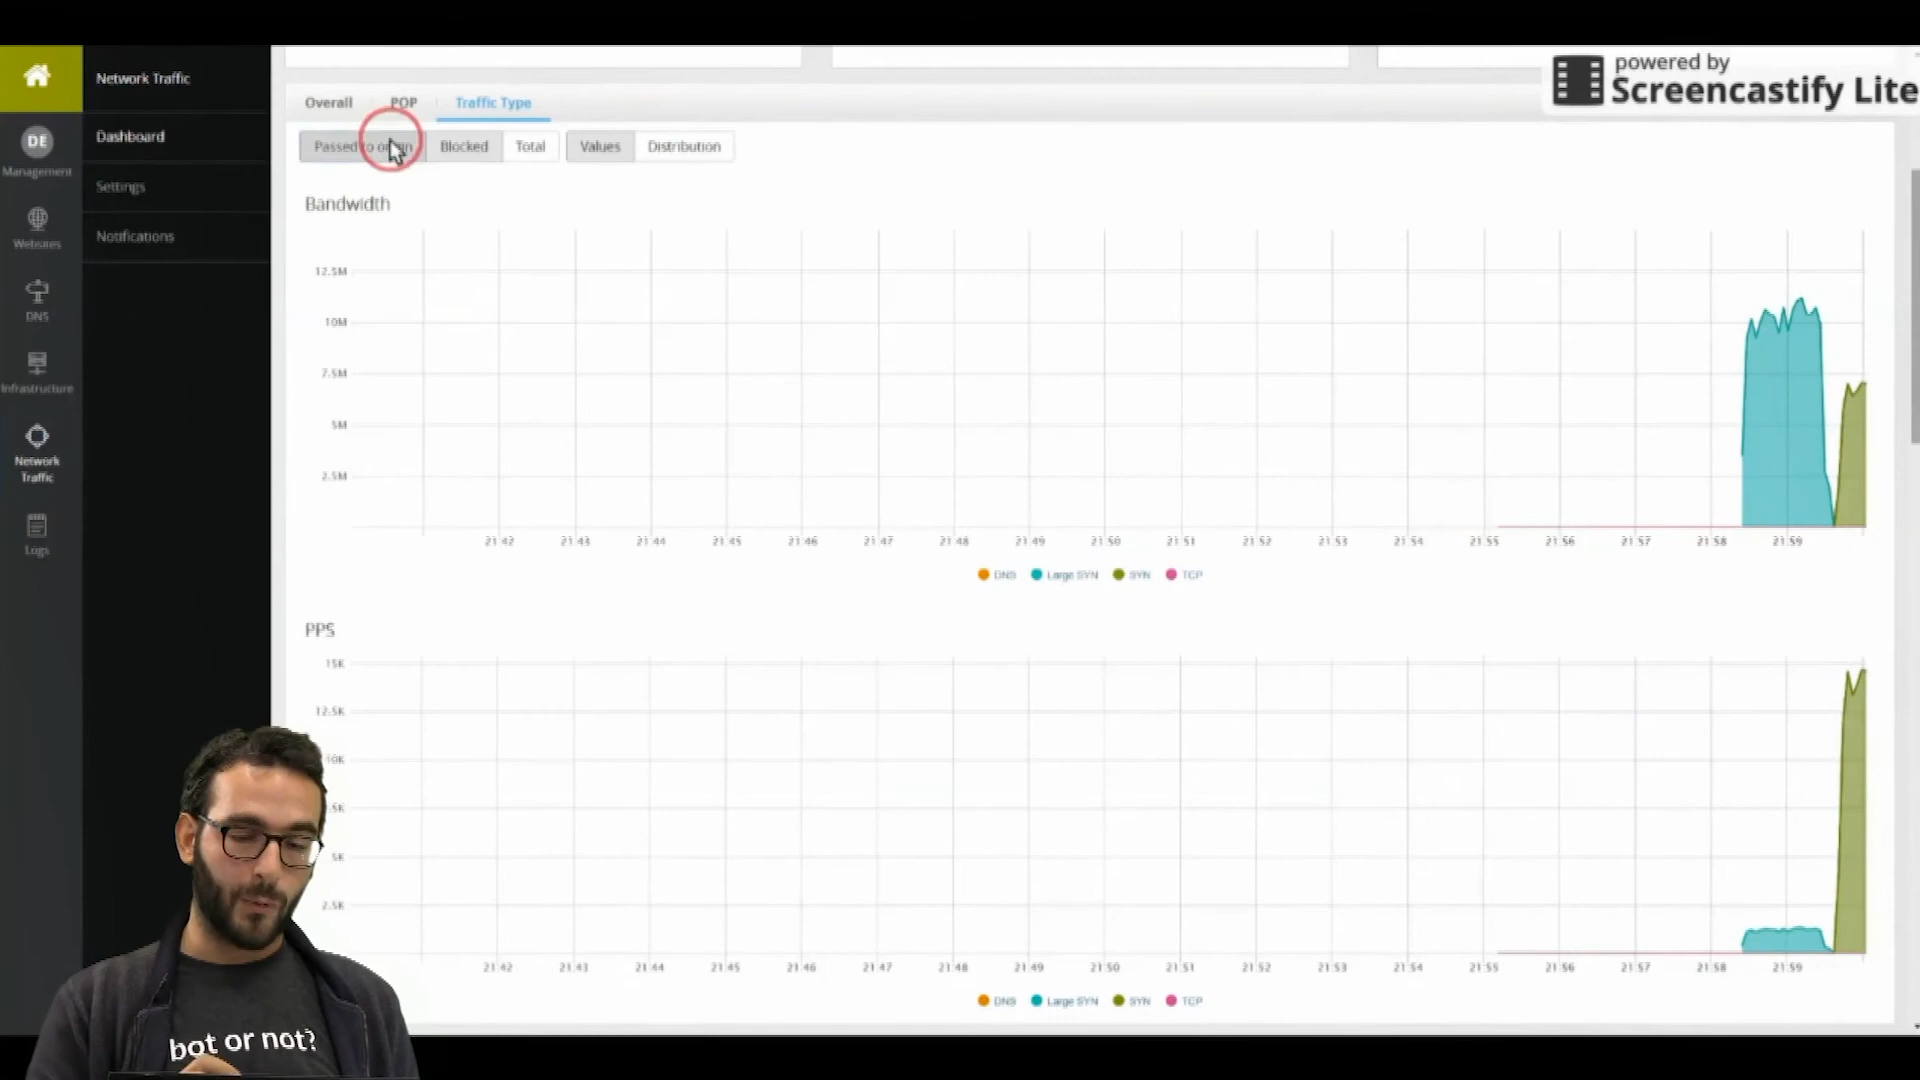 powered by
Screencastify Lite
Network Traffic
Dashboard
Settings
Notifications
DE
Management
Websites
DNS
Infrastructure
Network
Traffic
Logs
Overall POP Traffic Type
Passed to origin Blocked Total Values Distribution
Bandwidth
12.5M
10M
7.5M
5M
2.5M
21:42 21:43 21:44 21:45 21:46 21:47 21:48 21:49 21:50 21:51 21:52 21:53 21:54 21:55 21:56 21:57 21:58 21:59
DNS Large SYN SYN TCP
PPS
15K
12.5K
10K
.5K
5K
2.5K
21:42 21:43 21:44 21:45 21:46 21:47 21:48 21:49 21:50 21:51 21:52 21:53 21:54 21:55 21:56 21:57 21:58 21:59
DNS Large SYN SYN TCP
bot or not?